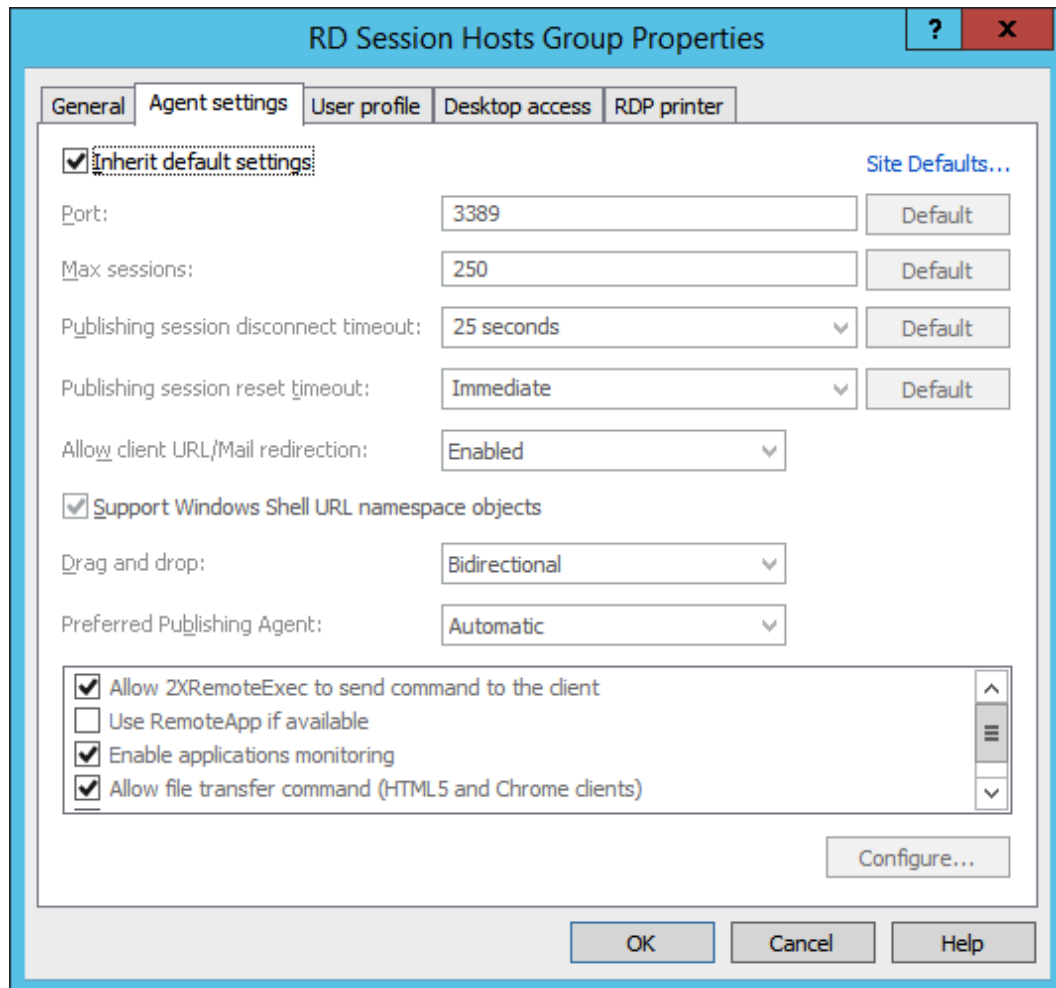 RD Session Hosts Group Properties
?
x
General Agent settings User profile Desktop access RDP printer
Inherit default settings
Site Defaults...
Port: 3389 Default
Max sessions: 250 Default
Publishing session disconnect timeout: 25 seconds Default
Publishing session reset timeout: Immediate Default
Allow client URL/Mail redirection: Enabled
Support Windows Shell URL namespace objects
Drag and drop: Bidirectional
Preferred Publishing Agent: Automatic
Allow 2XRemoteExec to send command to the client
Use RemoteApp if available
Enable applications monitoring
Allow file transfer command (HTML5 and Chrome clients)
Configure...
OK Cancel Help